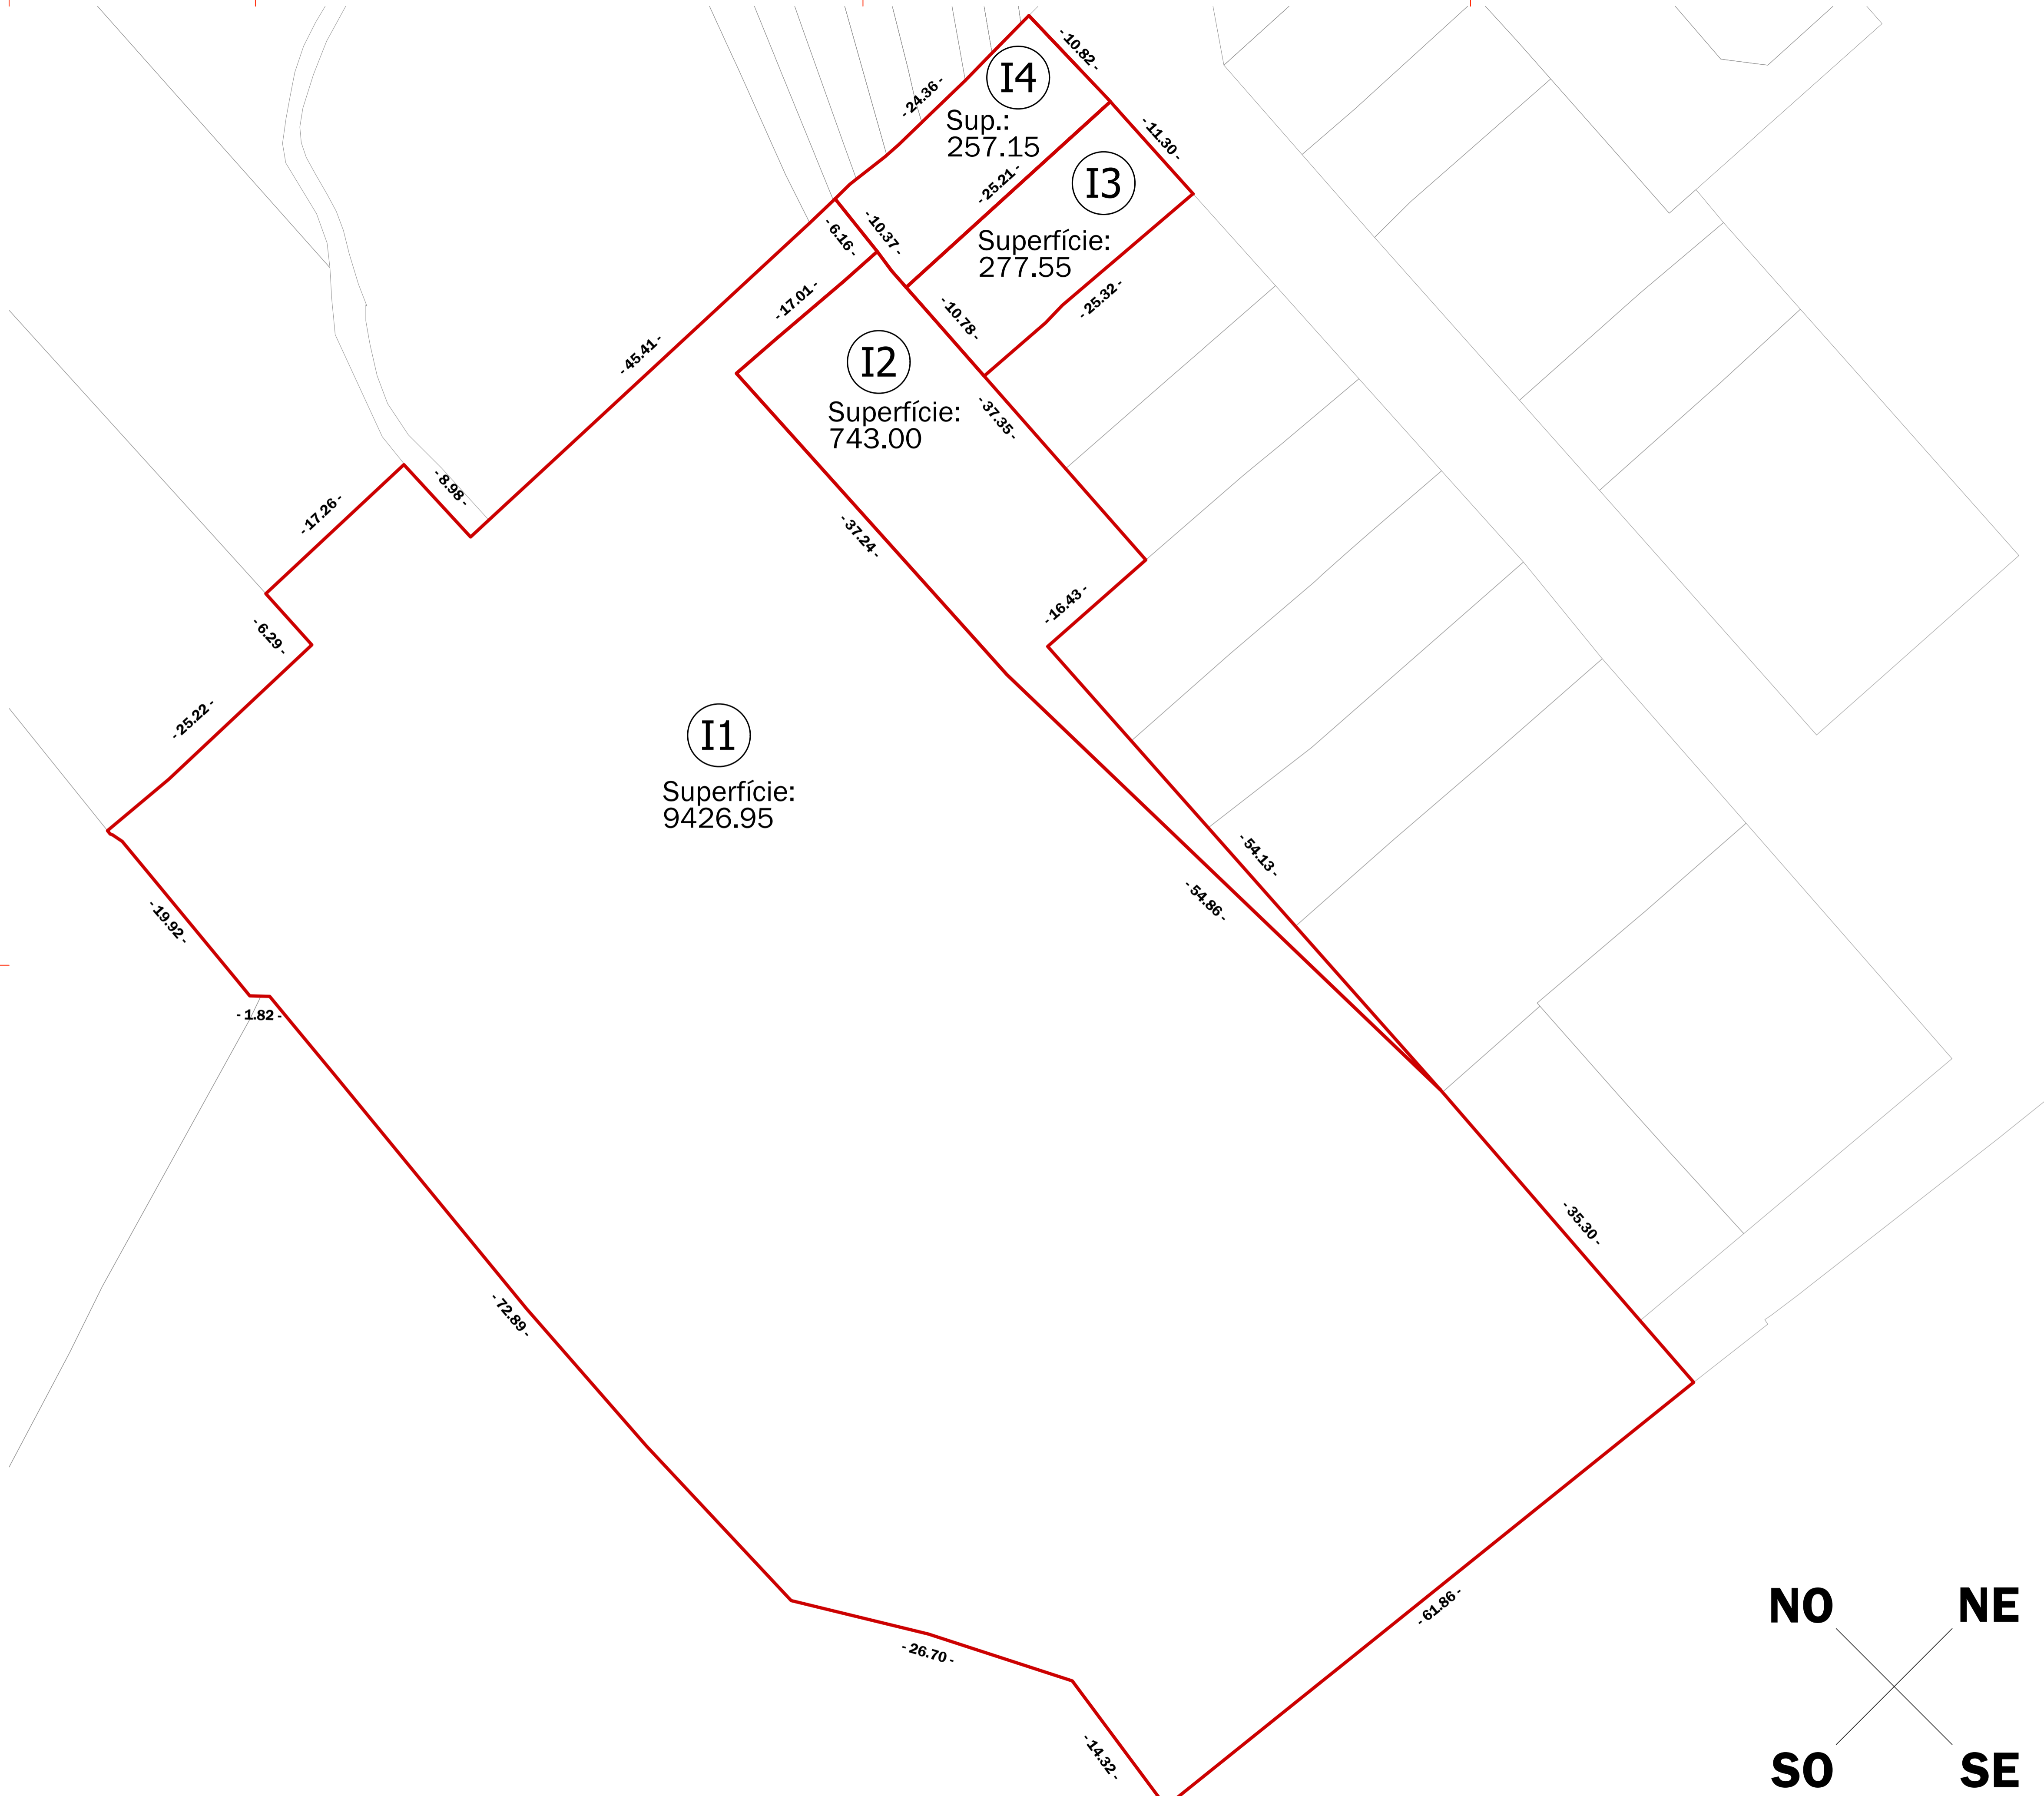 - 10.82 -
I4
- 24.36 -
Sup.:
257.15
- 11.30 -
- 25.21 -
I3
- 10.37 -
- 6.16 -
Superfície:
277.55
- 17.01 -
- 25.32 -
- 10.78 -
- 45.41 -
I2
Superfície:
743.00
- 37.35 -
- 8.98 -
- 17.26 -
- 37.24 -
- 16.43 -
- 6.29 -
- 25.22 -
I1
Superfície:
9426.95
- 54.13 -
- 54.86 -
- 19.92 -
- 1.82 -
- 35.30 -
- 72.89 -
- 61.86 -
- 26.70 -
- 14.32 -
NO NE
SO SE